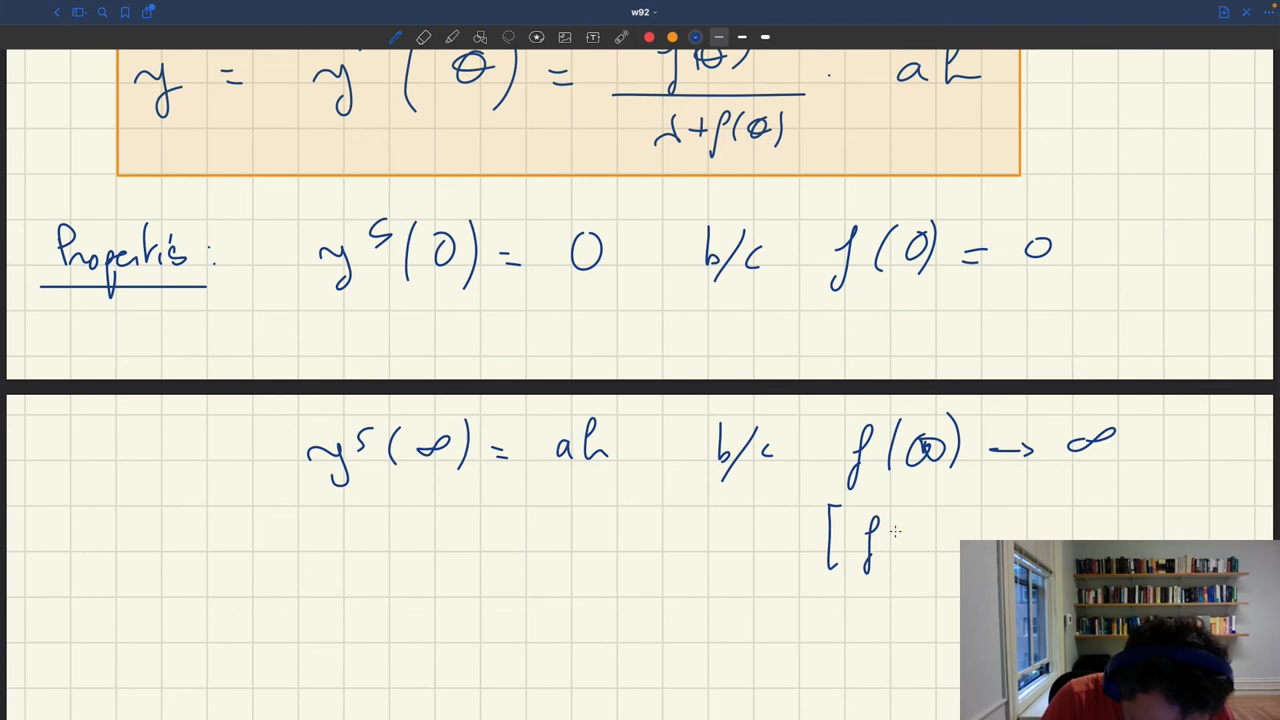 w92
y = y^s(θ) = f(θ) / (λ + f(θ)) · ah
Properties: y^s(0) = 0 b/c f(0) = 0
y^s(∞) = ah b/c f(∞) → ∞
[ f